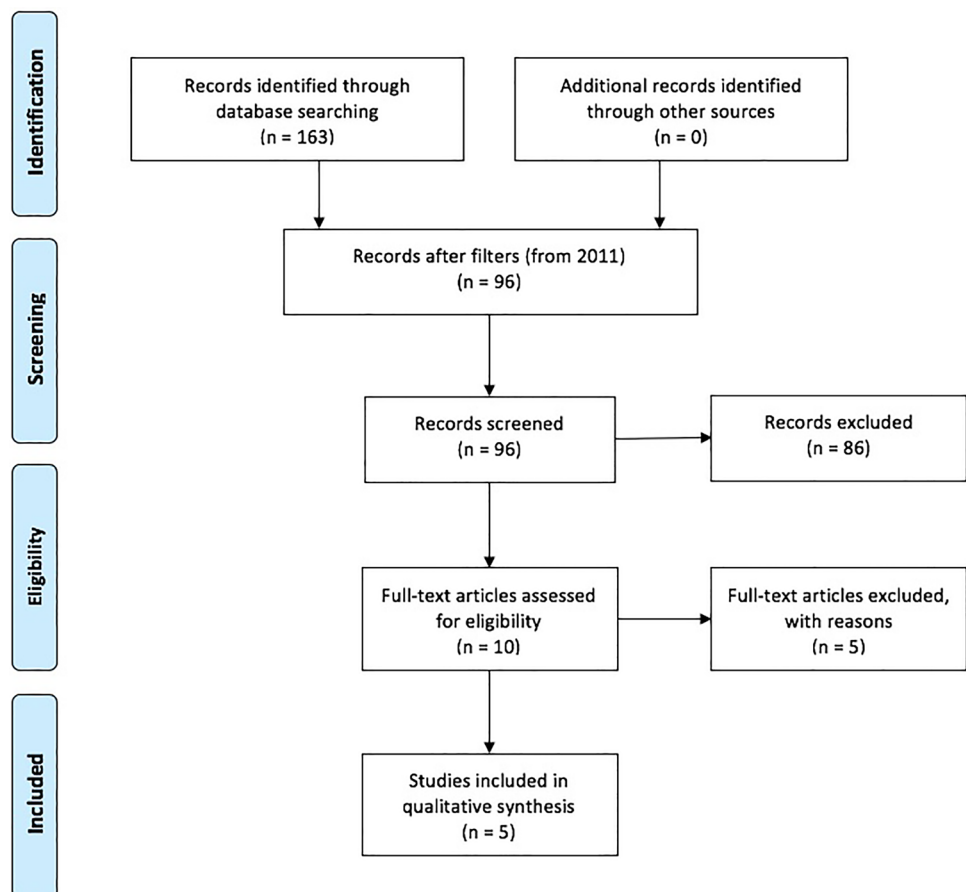 Identification
Records identified through
database searching
(n = 163)
Additional records identified
through other sources
(n = 0)
Screening
Records after filters (from 2011)
(n = 96)
Records screened
(n = 96)
Records excluded
(n = 86)
Eligibility
Full-text articles assessed
for eligibility
(n = 10)
Full-text articles excluded,
with reasons
(n = 5)
Included
Studies included in
qualitative synthesis
(n = 5)